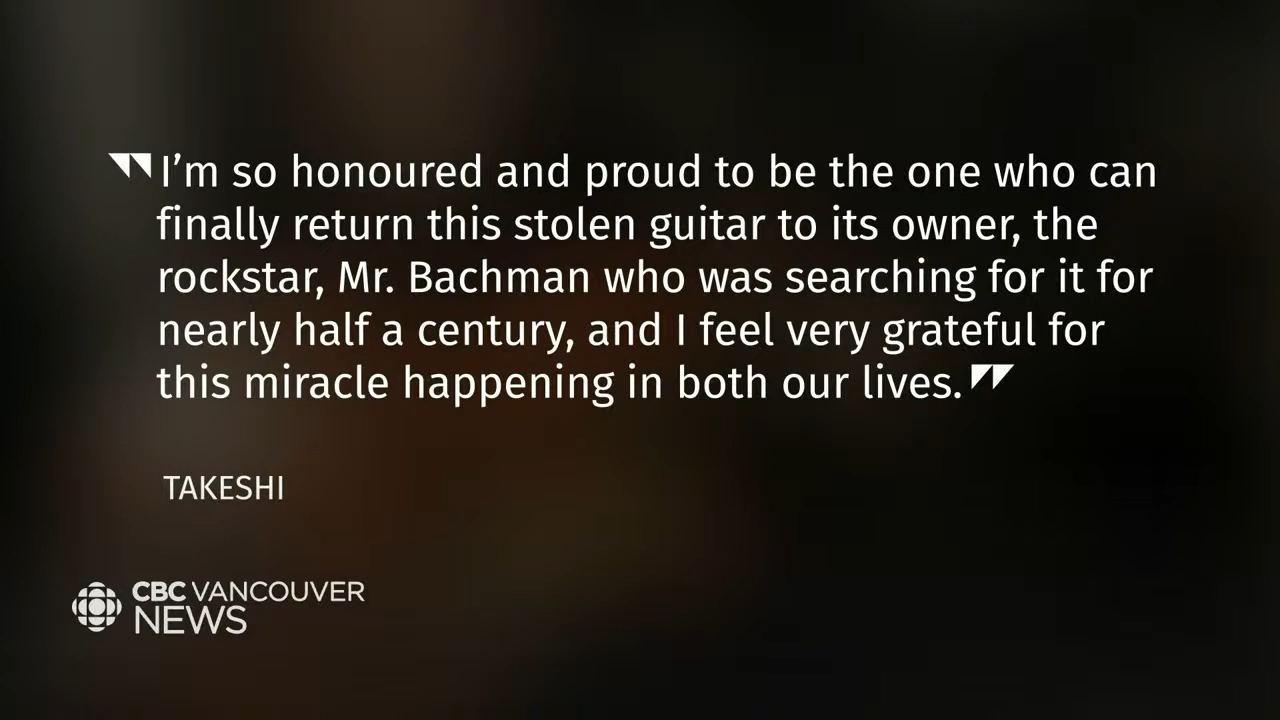 "I’m so honoured and proud to be the one who can
finally return this stolen guitar to its owner, the
rockstar, Mr. Bachman who was searching for it for
nearly half a century, and I feel very grateful for
this miracle happening in both our lives."
TAKESHI
CBC VANCOUVER
NEWS